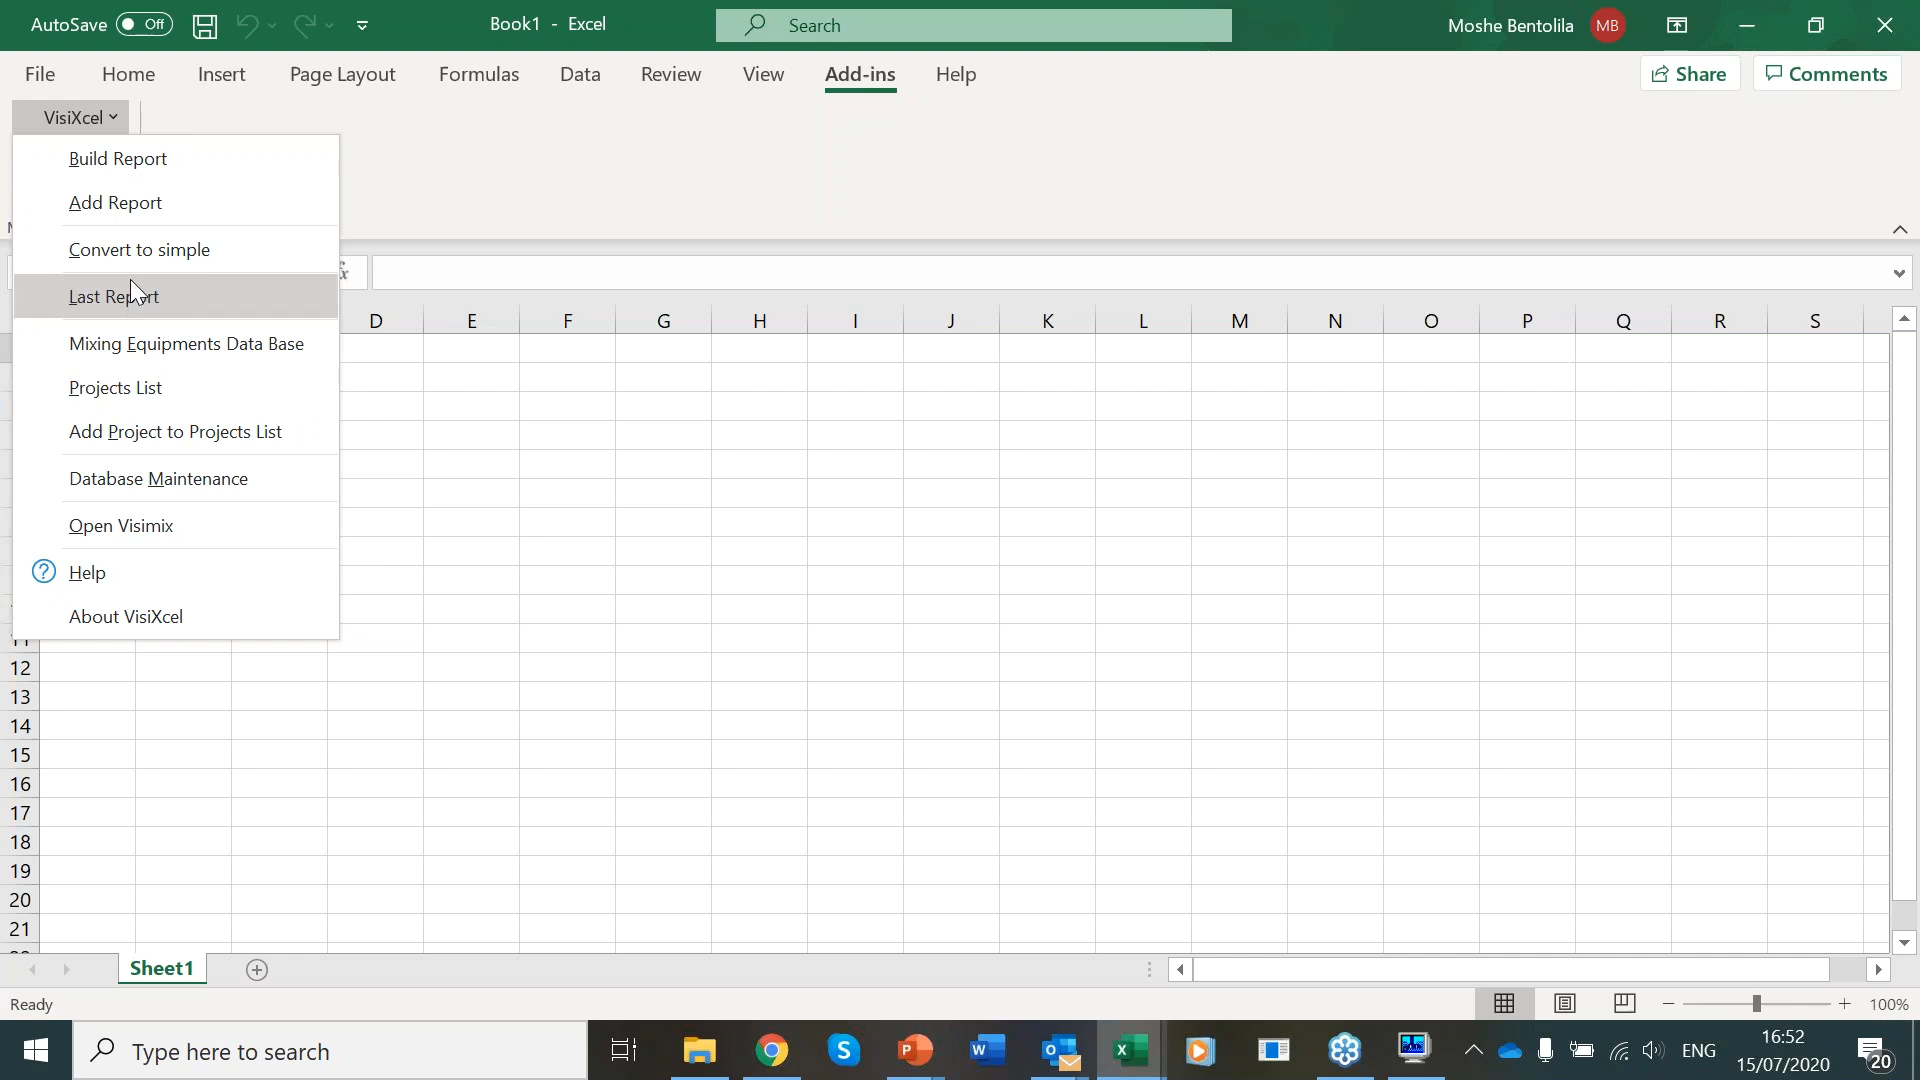 AutoSave Off Book1 - Excel Search Moshe Bentolila MB
File Home Insert Page Layout Formulas Data Review View Add-ins Help Share Comments
VisiXcel
Build Report
Add Report
Convert to simple
Last Report
Mixing Equipments Data Base
Projects List
Add Project to Projects List
Database Maintenance
Open Visimix
? Help
About VisiXcel
D E F G H I J K L M N O P Q R S
11
12
13
14
15
16
17
18
19
20
21
Sheet1
Ready 100%
Type here to search ENG 16:52
15/07/2020 20